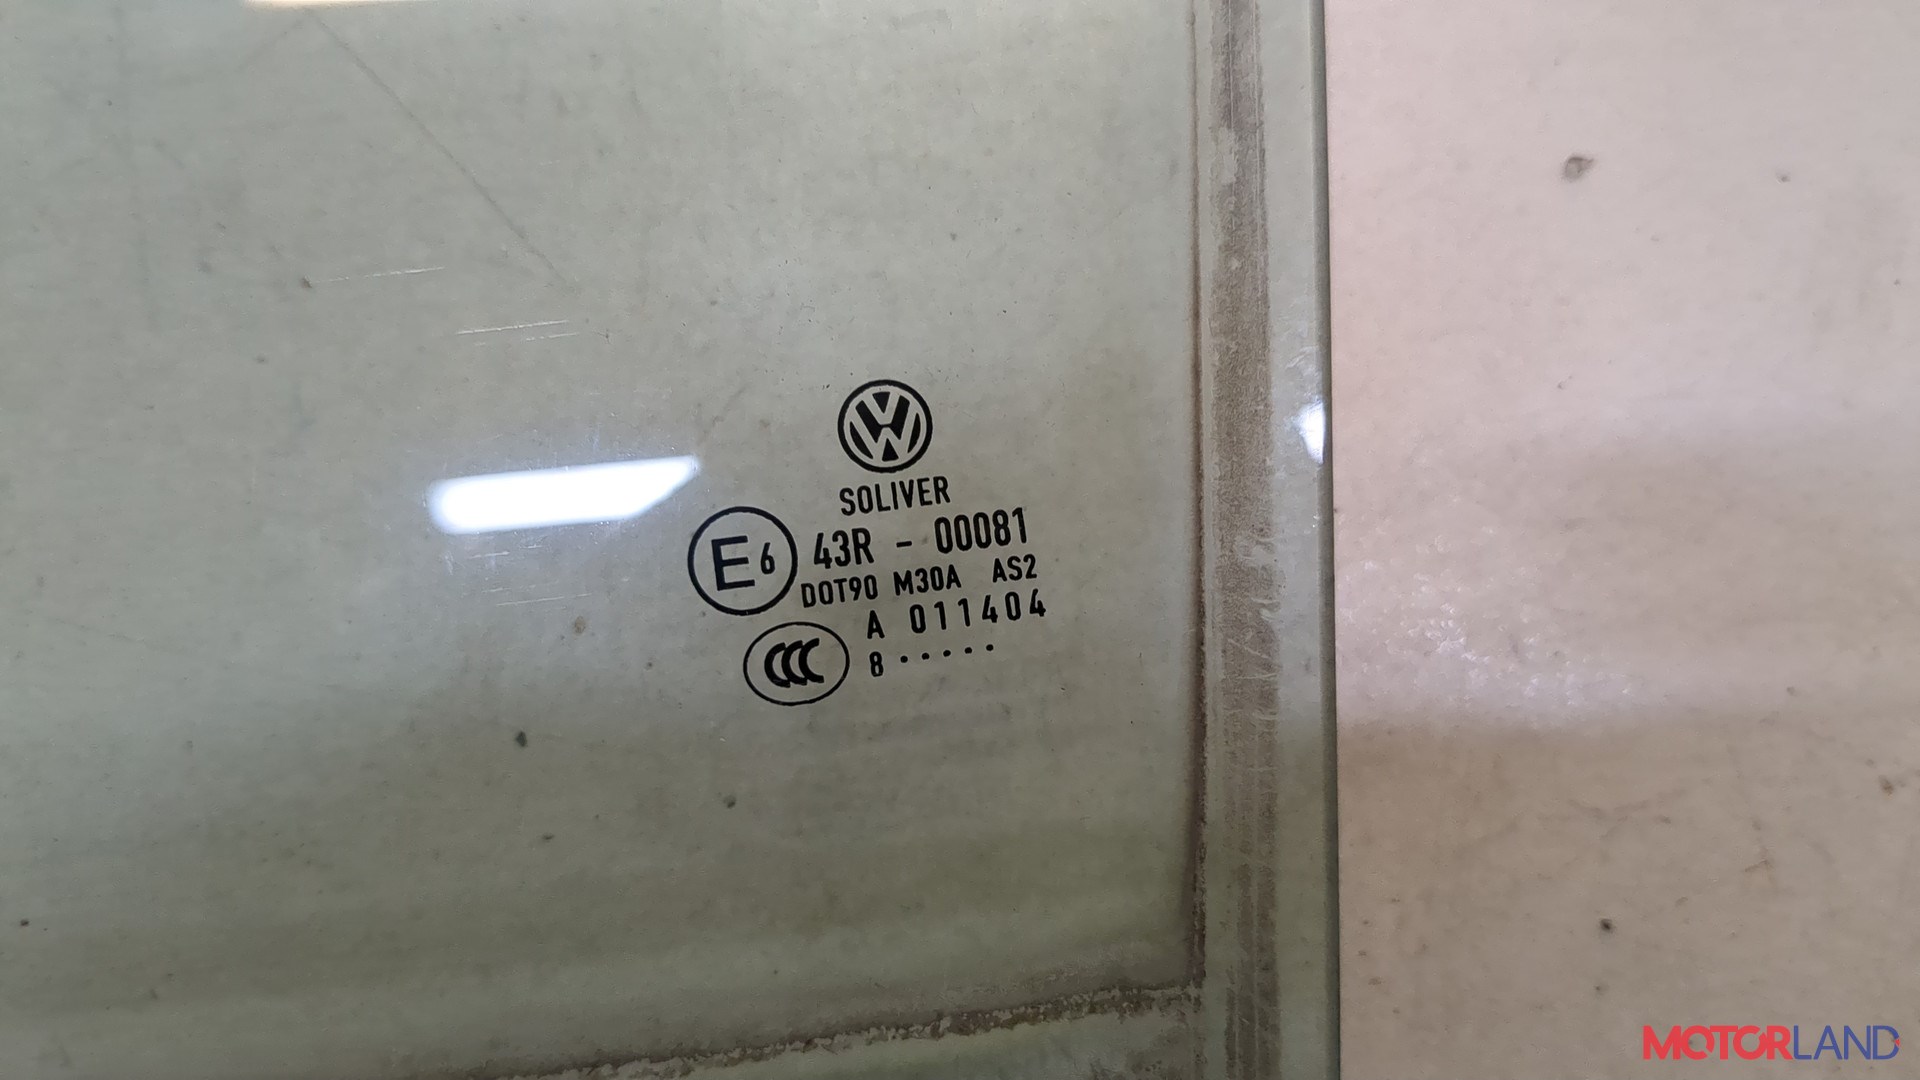 SOLIVER
E6 43R - 00081
DOT90 M30A AS2
A 011404
CCC 8 · · · · ·
MOTORLAND